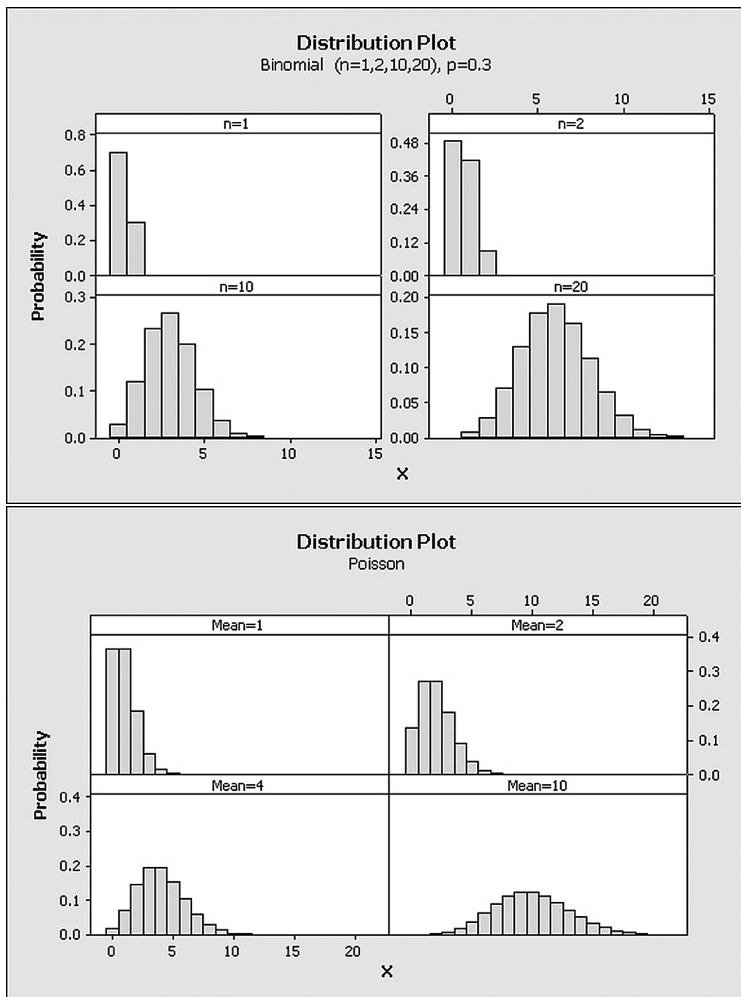 Distribution Plot
Binomial (n=1,2,10,20), p=0.3
0 5 10 15
n=1
n=2
0.8
0.6
0.4
0.2
0.0
0.48
0.36
0.24
0.12
0.00
Probability
n=10
n=20
0.3
0.2
0.1
0.0
0.20
0.15
0.10
0.05
0.00
0 5 10 15
X
Distribution Plot
Poisson
0 5 10 15 20
Mean=1
Mean=2
0.4
0.3
0.2
0.1
0.0
Probability
Mean=4
Mean=10
0.4
0.3
0.2
0.1
0.0
0 5 10 15 20
X